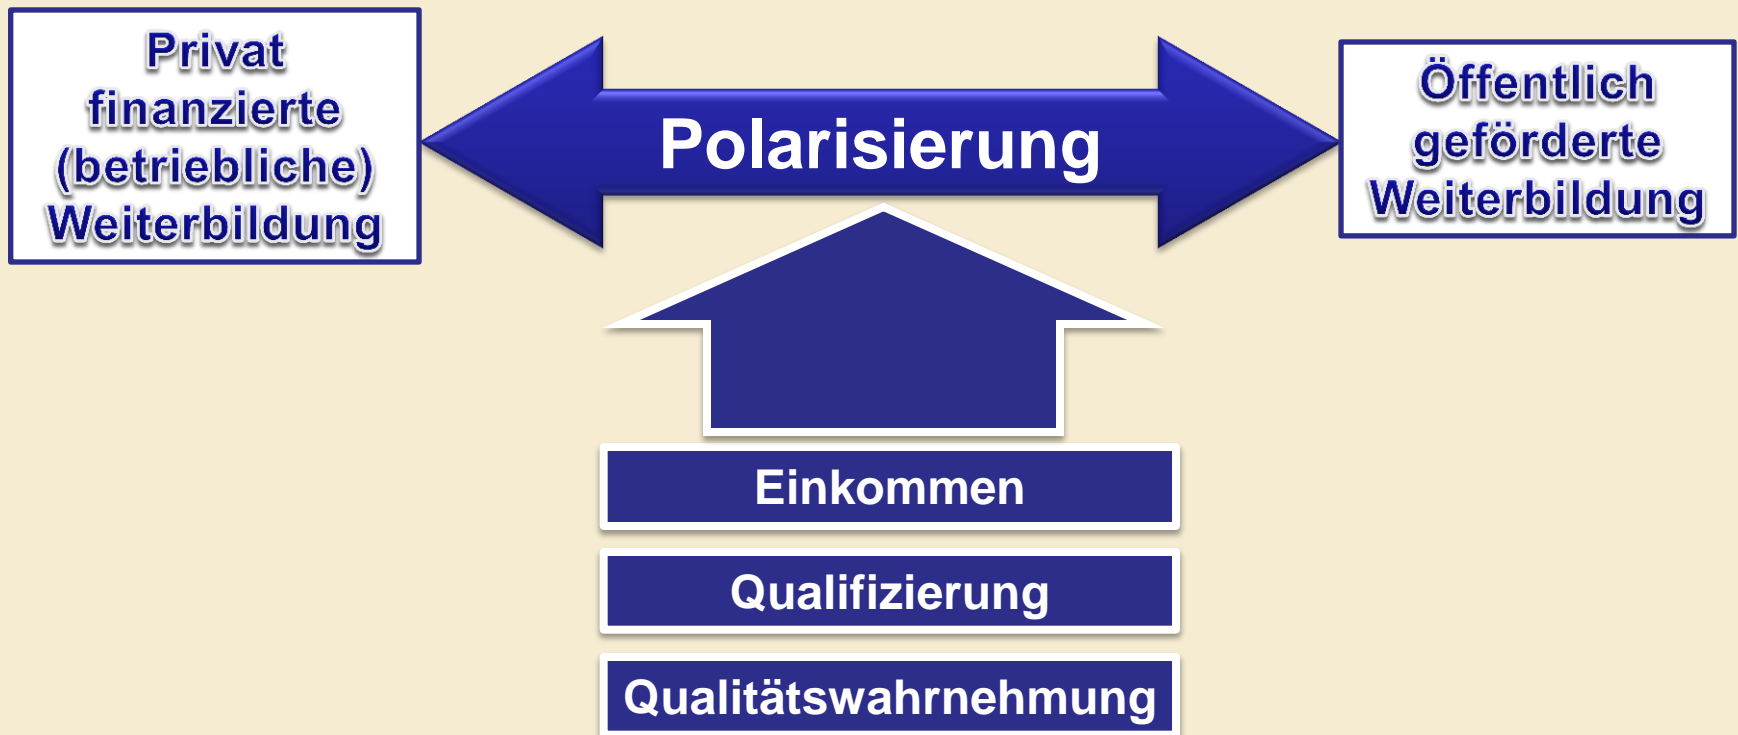 Privat
finanzierte
(betriebliche)
Weiterbildung
Polarisierung
Öffentlich
geförderte
Weiterbildung
Einkommen
Qualifizierung
Qualitätswahrnehmung